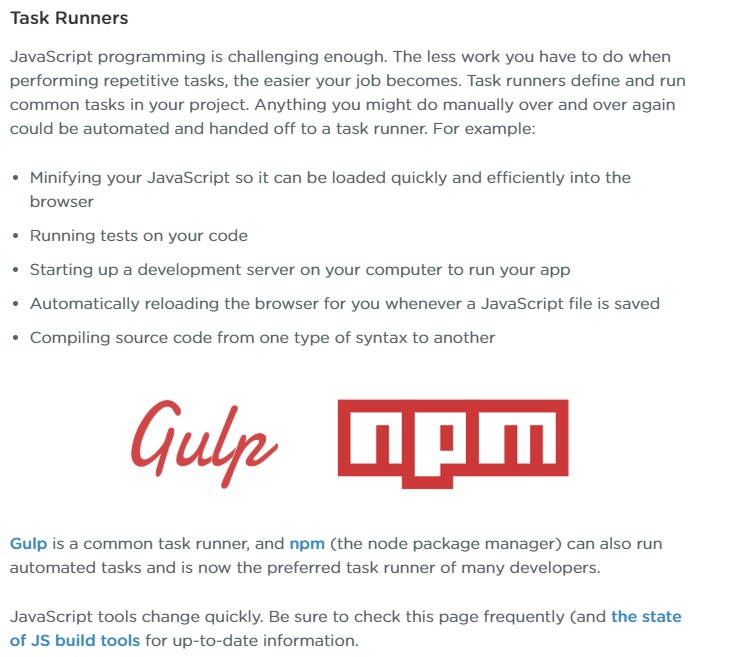 Task Runners
JavaScript programming is challenging enough. The less work you have to do when
performing repetitive tasks, the easier your job becomes. Task runners define and run
common tasks in your project. Anything you might do manually over and over again
could be automated and handed off to a task runner. For example:
• Minifying your JavaScript so it can be loaded quickly and efficiently into the
browser
• Running tests on your code
• Starting up a development server on your computer to run your app
• Automatically reloading the browser for you whenever a JavaScript file is saved
• Compiling source code from one type of syntax to another
Gulp npm
Gulp is a common task runner, and npm (the node package manager) can also run
automated tasks and is now the preferred task runner of many developers.
JavaScript tools change quickly. Be sure to check this page frequently (and the state
of JS build tools for up-to-date information.